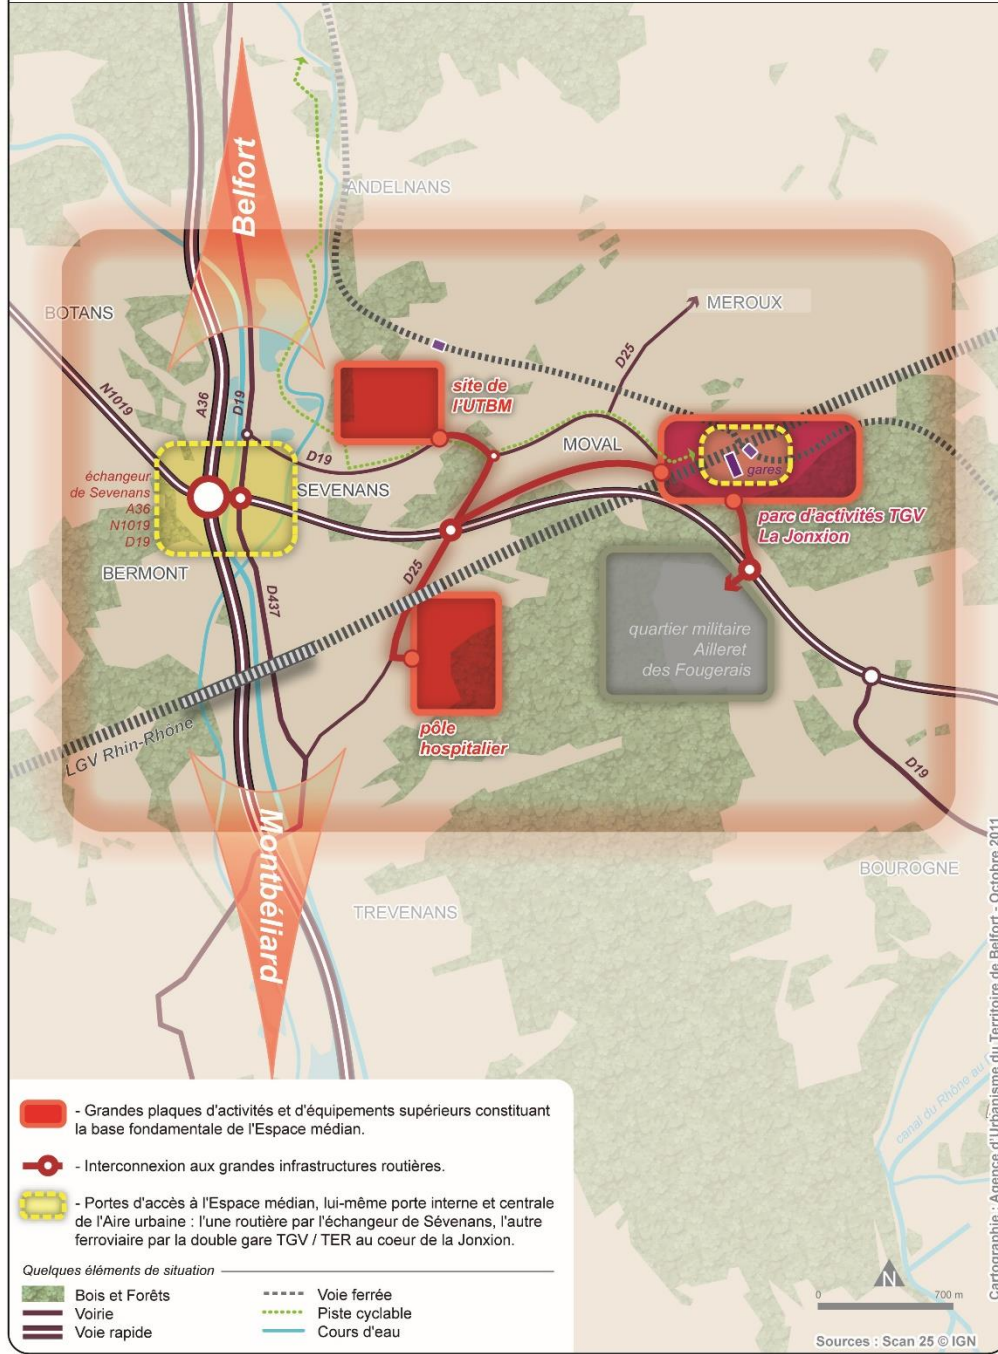 Belfort
ANDELNANS
BOTANS
MEROUX
N1019
A36
D19
D25
site de
l'UTBM
MOVAL
D19
échangeur
de Sevenans
A36
N1019
D19
SEVENANS
gares
parc d'activités TGV
La Jonxion
BERMONT
D437
D25
quartier militaire
Ailleret
des Fougerais
LGV Rhin-Rhône
pôle
hospitalier
D19
Montbéliard
BOUROGNE
TREVENANS
canal du Rhône au
- Grandes plaques d'activités et d'équipements supérieurs constituant
la base fondamentale de l'Espace médian.
- Interconnexion aux grandes infrastructures routières.
- Portes d'accès à l'Espace médian, lui-même porte interne et centrale
de l'Aire urbaine : l'une routière par l'échangeur de Sévenans, l'autre
ferroviaire par la double gare TGV / TER au coeur de la Jonxion.
Quelques éléments de situation
Bois et Forêts
Voirie
Voie rapide
Voie ferrée
Piste cyclable
Cours d'eau
N
0 700 m
Sources : Scan 25 © IGN
Cartographie : Agence d'Urbanisme du Territoire de Belfort - Octobre 2011